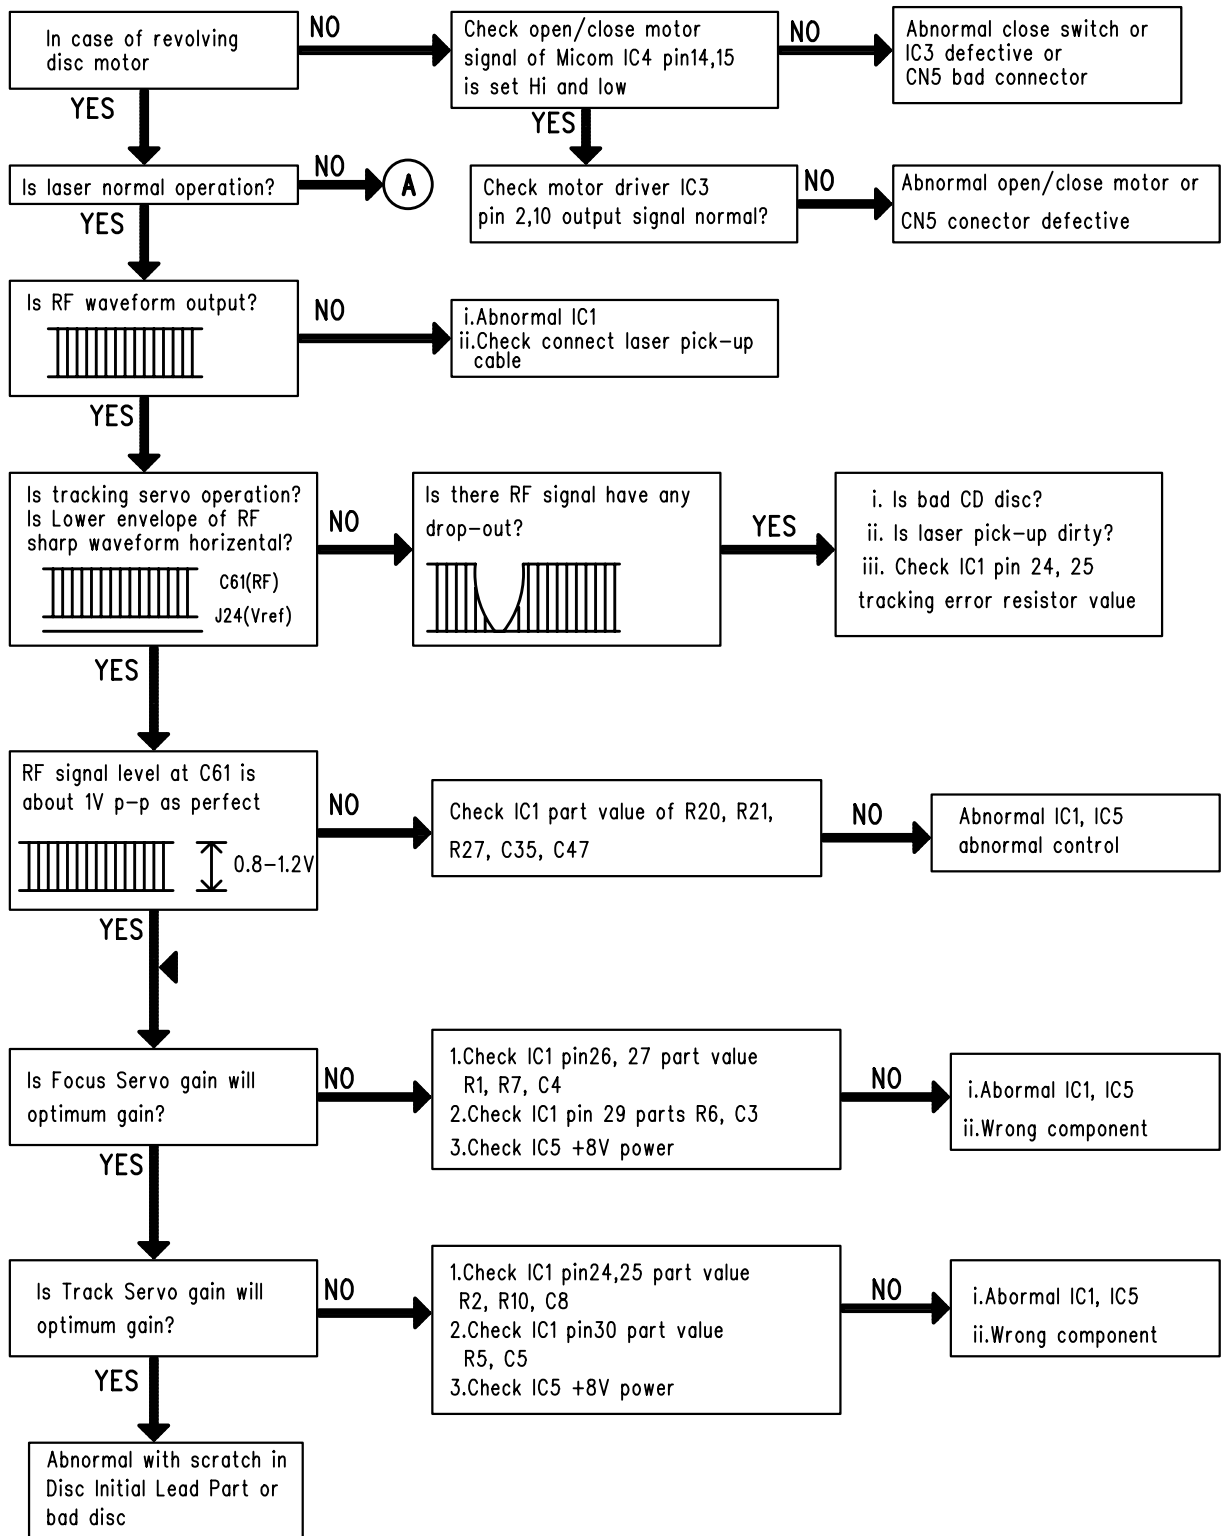 In case of revolving
disc motor
NO
Check open/close motor
signal of Micom IC4 pin14,15
is set Hi and low
NO
Abnormal close switch or
IC3 defective or
CN5 bad connector
YES
YES
Is laser normal operation?
NO
A
Check motor driver IC3
pin 2,10 output signal normal?
NO
Abnormal open/close motor or
CN5 conector defective
YES
Is RF waveform output?
NO
i.Abnormal IC1
ii.Check connect laser pick-up
cable
YES
Is tracking servo operation?
Is Lower envelope of RF
sharp waveform horizental?
C61(RF)
J24(Vref)
NO
Is there RF signal have any
drop-out?
YES
i. Is bad CD disc?
ii. Is laser pick-up dirty?
iii. Check IC1 pin 24, 25
tracking error resistor value
YES
RF signal level at C61 is
about 1V p-p as perfect
0.8-1.2V
NO
Check IC1 part value of R20, R21,
R27, C35, C47
NO
Abnormal IC1, IC5
abnormal control
YES
Is Focus Servo gain will
optimum gain?
NO
1.Check IC1 pin26, 27 part value
R1, R7, C4
2.Check IC1 pin 29 parts R6, C3
3.Check IC5 +8V power
NO
i.Abormal IC1, IC5
ii.Wrong component
YES
Is Track Servo gain will
optimum gain?
NO
1.Check IC1 pin24,25 part value
R2, R10, C8
2.Check IC1 pin30 part value
R5, C5
3.Check IC5 +8V power
NO
i.Abormal IC1, IC5
ii.Wrong component
YES
Abnormal with scratch in
Disc Initial Lead Part or
bad disc